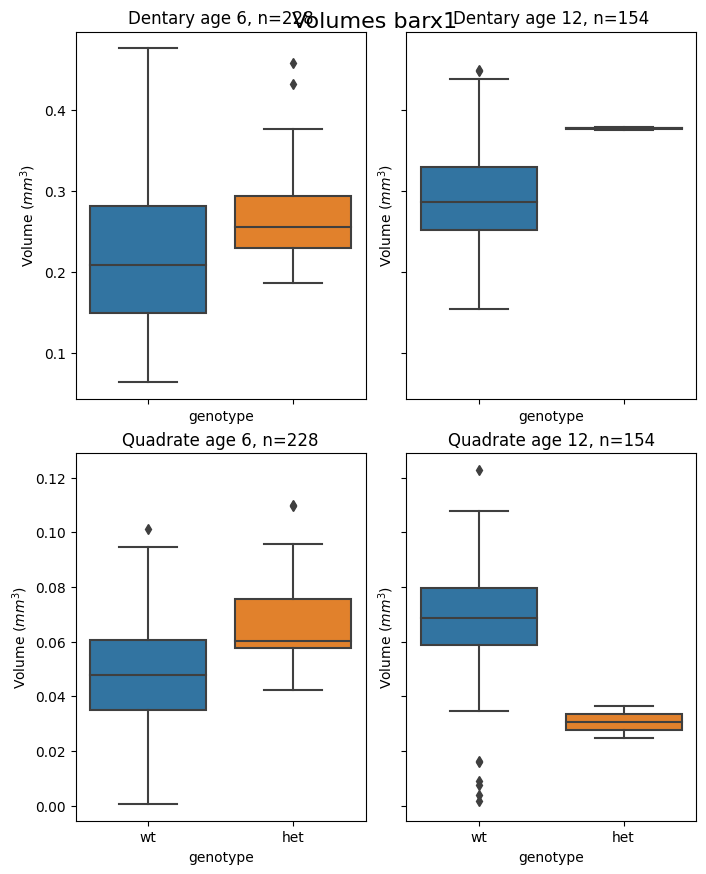 Volumes barx1
Dentary age 6, n=228
Dentary age 12, n=154
Volume (mm³)
0.4
0.3
0.2
0.1
genotype
Volume (mm³)
genotype
Quadrate age 6, n=228
Quadrate age 12, n=154
Volume (mm³)
0.12
0.10
0.08
0.06
0.04
0.02
0.00
wt het
genotype
Volume (mm³)
wt het
genotype